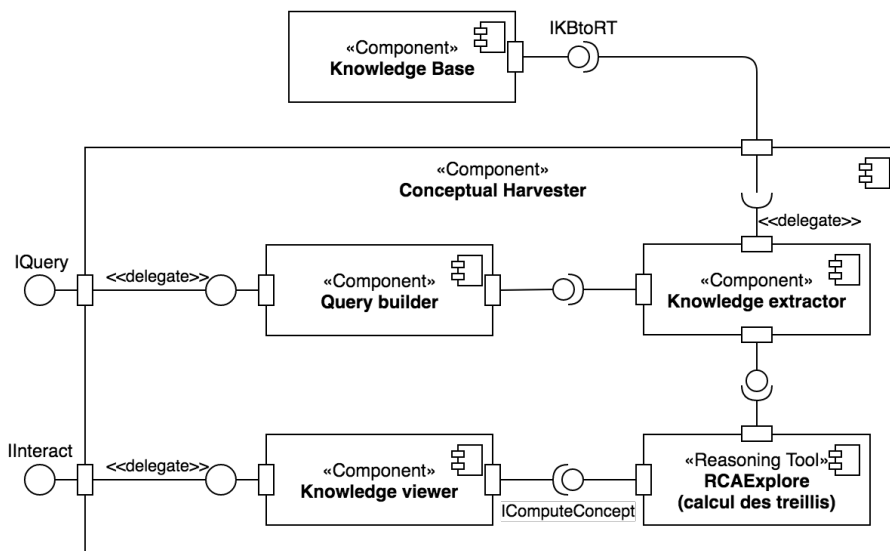 IKBtoRT
«Component»
Knowledge Base
«Component»
Conceptual Harvester
<<delegate>>
IQuery
<<delegate>>
«Component»
Query builder
«Component»
Knowledge extractor
IInteract
<<delegate>>
«Component»
Knowledge viewer
IComputeConcept
«Reasoning Tool»
RCAExplore
(calcul des treillis)